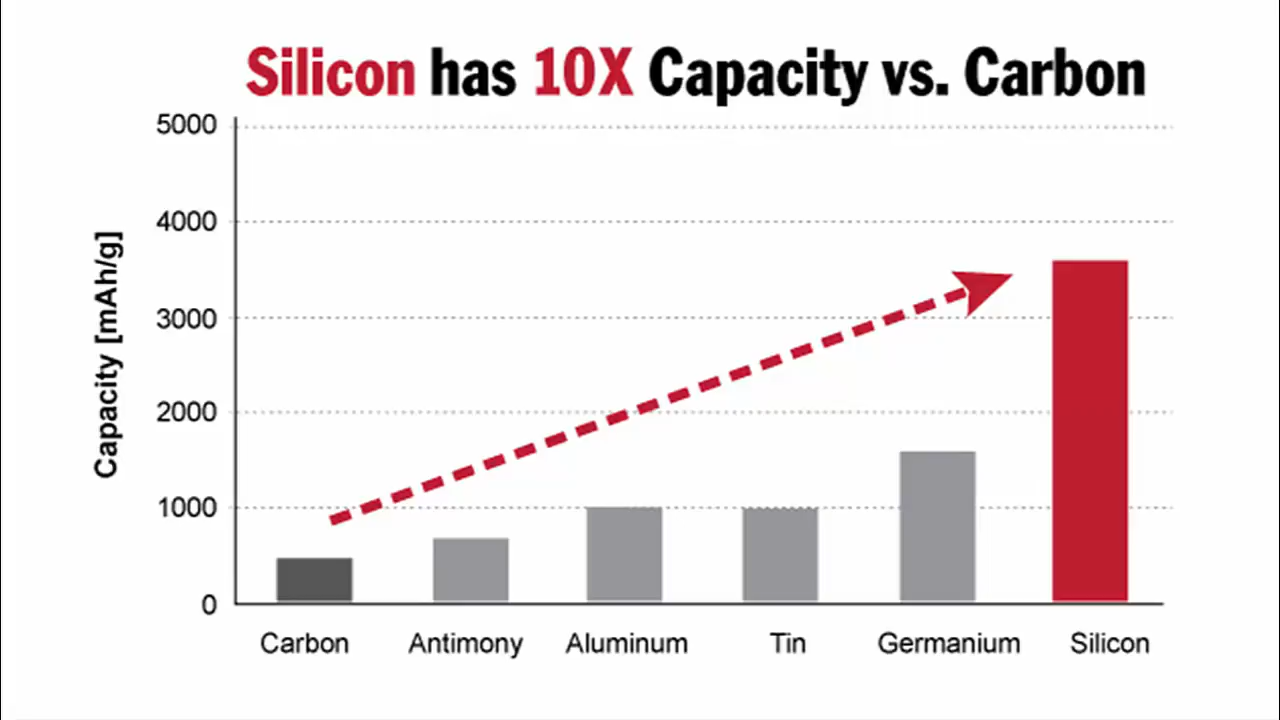 Silicon has 10X Capacity vs. Carbon
5000
4000
3000
2000
1000
0
Capacity [mAh/g]
Carbon
Antimony
Aluminum
Tin
Germanium
Silicon